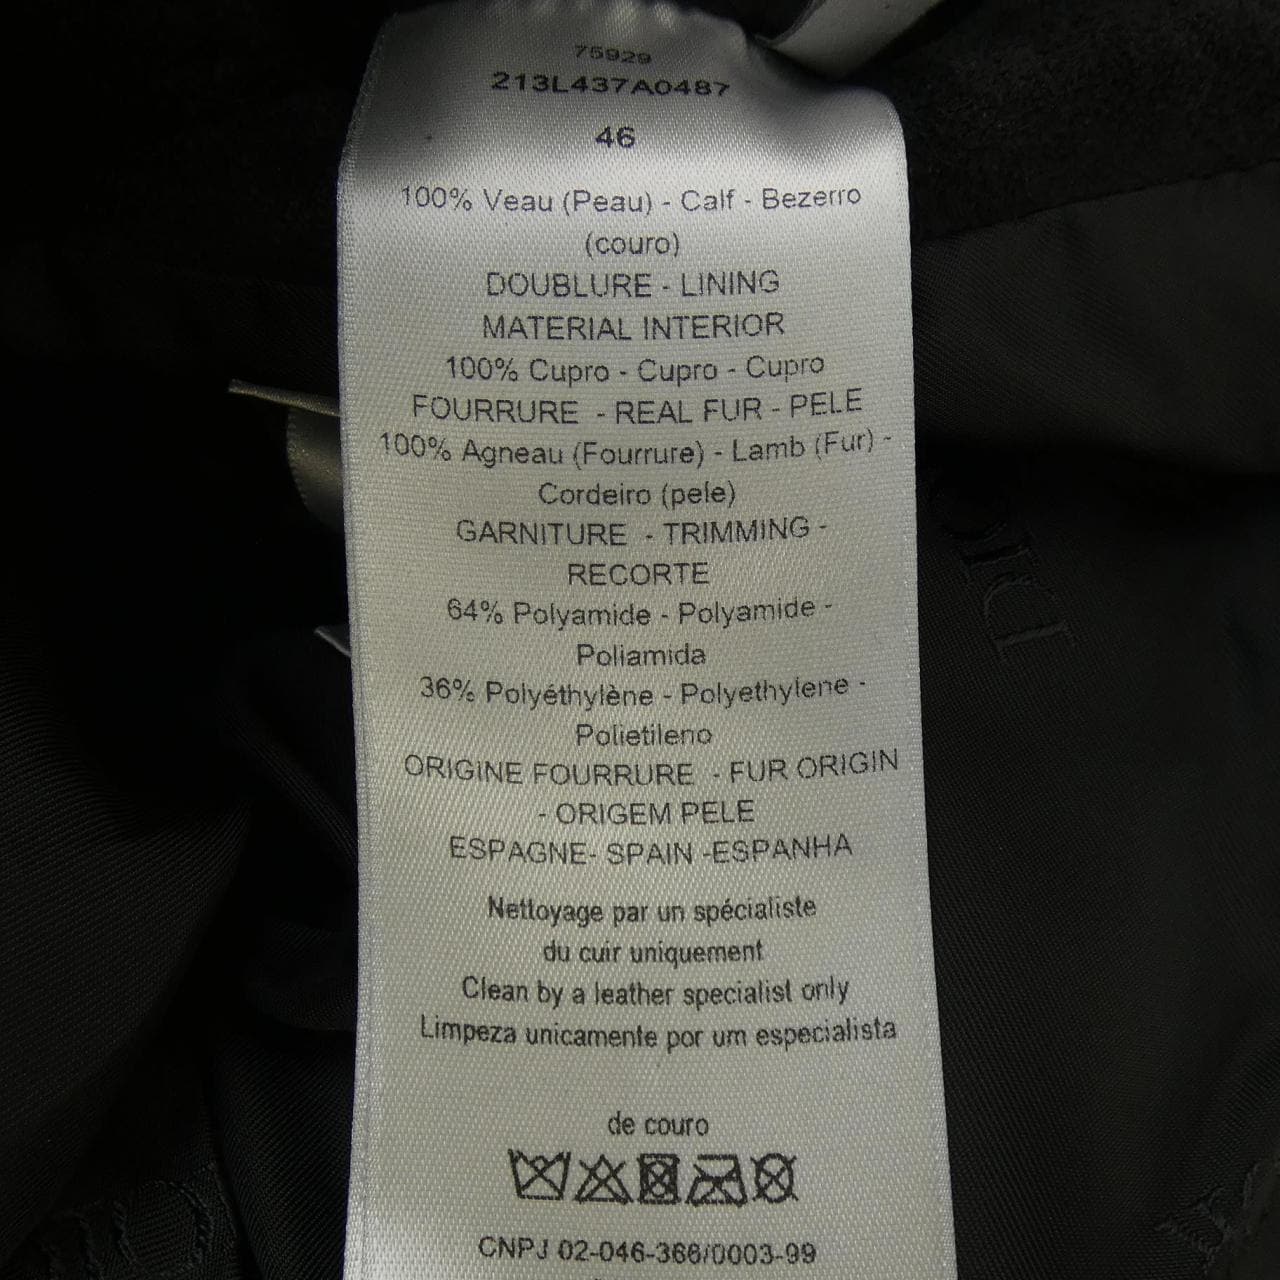 75929
213L437A0487
46
100% Veau (Peau) - Calf - Bezerro
(couro)
DOUBLURE - LINING
MATERIAL INTERIOR
100% Cupro - Cupro - Cupro
FOURRURE - REAL FUR - PELE
100% Agneau (Fourrure) - Lamb (Fur) -
Cordeiro (pele)
GARNITURE - TRIMMING -
RECORTE
64% Polyamide - Polyamide -
Poliamida
36% Polyéthylène - Polyethylene -
Polietileno
ORIGINE FOURRURE - FUR ORIGIN
- ORIGEM PELE
ESPAGNE- SPAIN -ESPANHA
Nettoyage par un spécialiste
du cuir uniquement
Clean by a leather specialist only
Limpeza unicamente por um especialista
de couro
CNPJ 02-046-366/0003-99
DIOR